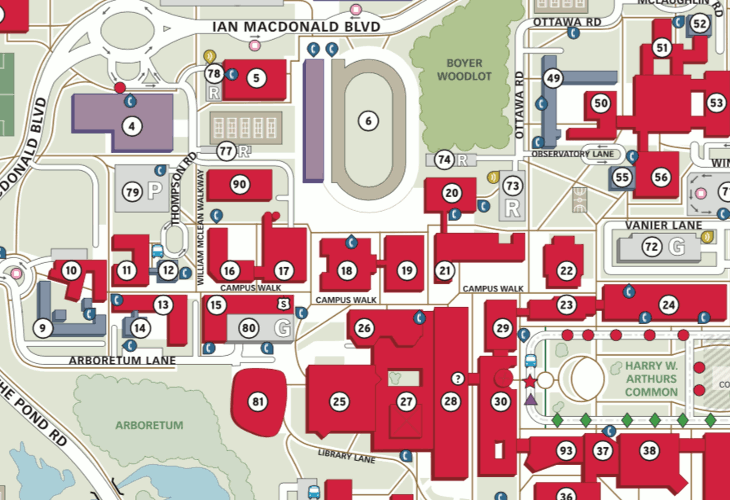 IAN MACDONALD BLVD
OTTAWA RD
MCLAUGHLIN
52
51
BOYER
WOODLOT
78
R
5
49
50
53
OTTAWA RD
6
4
77
R
74
R
OBSERVATORY LANE
MACDONALD BLVD
THOMPSON RD
WILLIAM MCLEAN WALKWAY
79
P
90
20
73
R
55
56
WIN
VANIER LANE
72
G
10
11
12
16
17
18
19
21
22
CAMPUS WALK
CAMPUS WALK
CAMPUS WALK
9
14
13
15
S
80
G
26
29
23
24
ARBORETUM LANE
HARRY W.
ARTHURS
COMMON
CO
?
81
25
27
28
30
THE POND RD
ARBORETUM
LIBRARY LANE
93
37
38
36